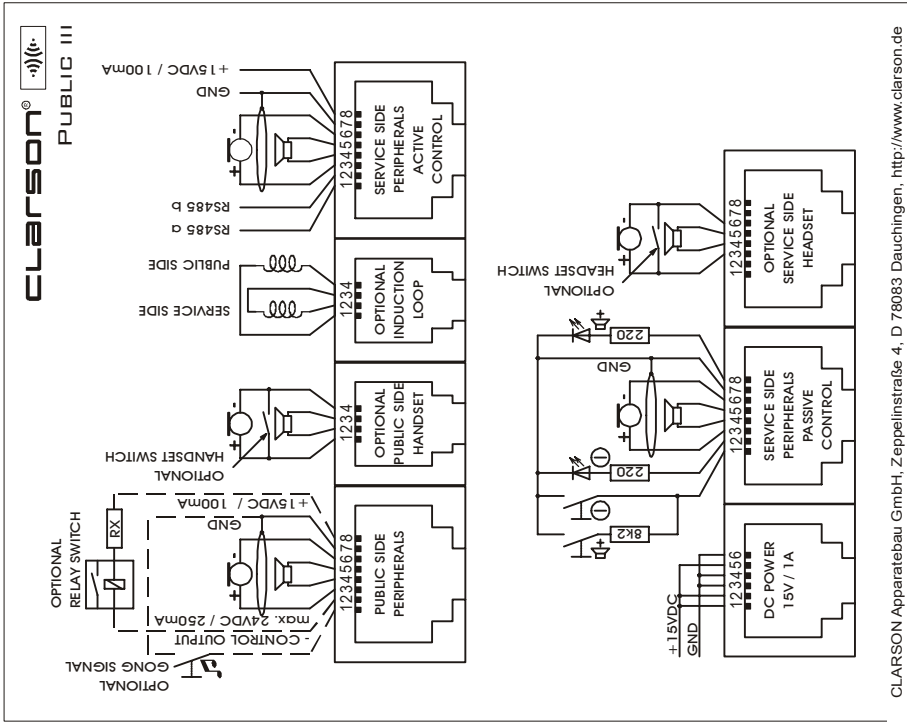 CLARSON®
PUBLIC III
OPTIONAL
RELAY SWITCH
RX
OPTIONAL
GONG SIGNAL
- CONTROL OUTPUT
max. 24VDC / 250mA
GND
+15VDC / 100mA
+
-
12345678
PUBLIC SIDE
PERIPHERALS
OPTIONAL
HANDSET SWITCH
+
-
1234
OPTIONAL
PUBLIC SIDE
HANDSET
SERVICE SIDE
PUBLIC SIDE
1234
OPTIONAL
INDUCTION
LOOP
RS485 a
RS485 b
+
-
GND
+15VDC / 100mA
12345678
SERVICE SIDE
PERIPHERALS
ACTIVE
CONTROL
+15VDC
GND
123456
DC POWER
15V / 1A
8k2
220
+
-
GND
220
+
12345678
SERVICE SIDE
PERIPHERALS
PASSIVE
CONTROL
OPTIONAL
HEADSET SWITCH
+
-
12345678
OPTIONAL
SERVICE SIDE
HEADSET
CLARSON Apparatebau GmbH, Zeppelinstraße 4, D 78083 Dauchingen, http://www.clarson.de